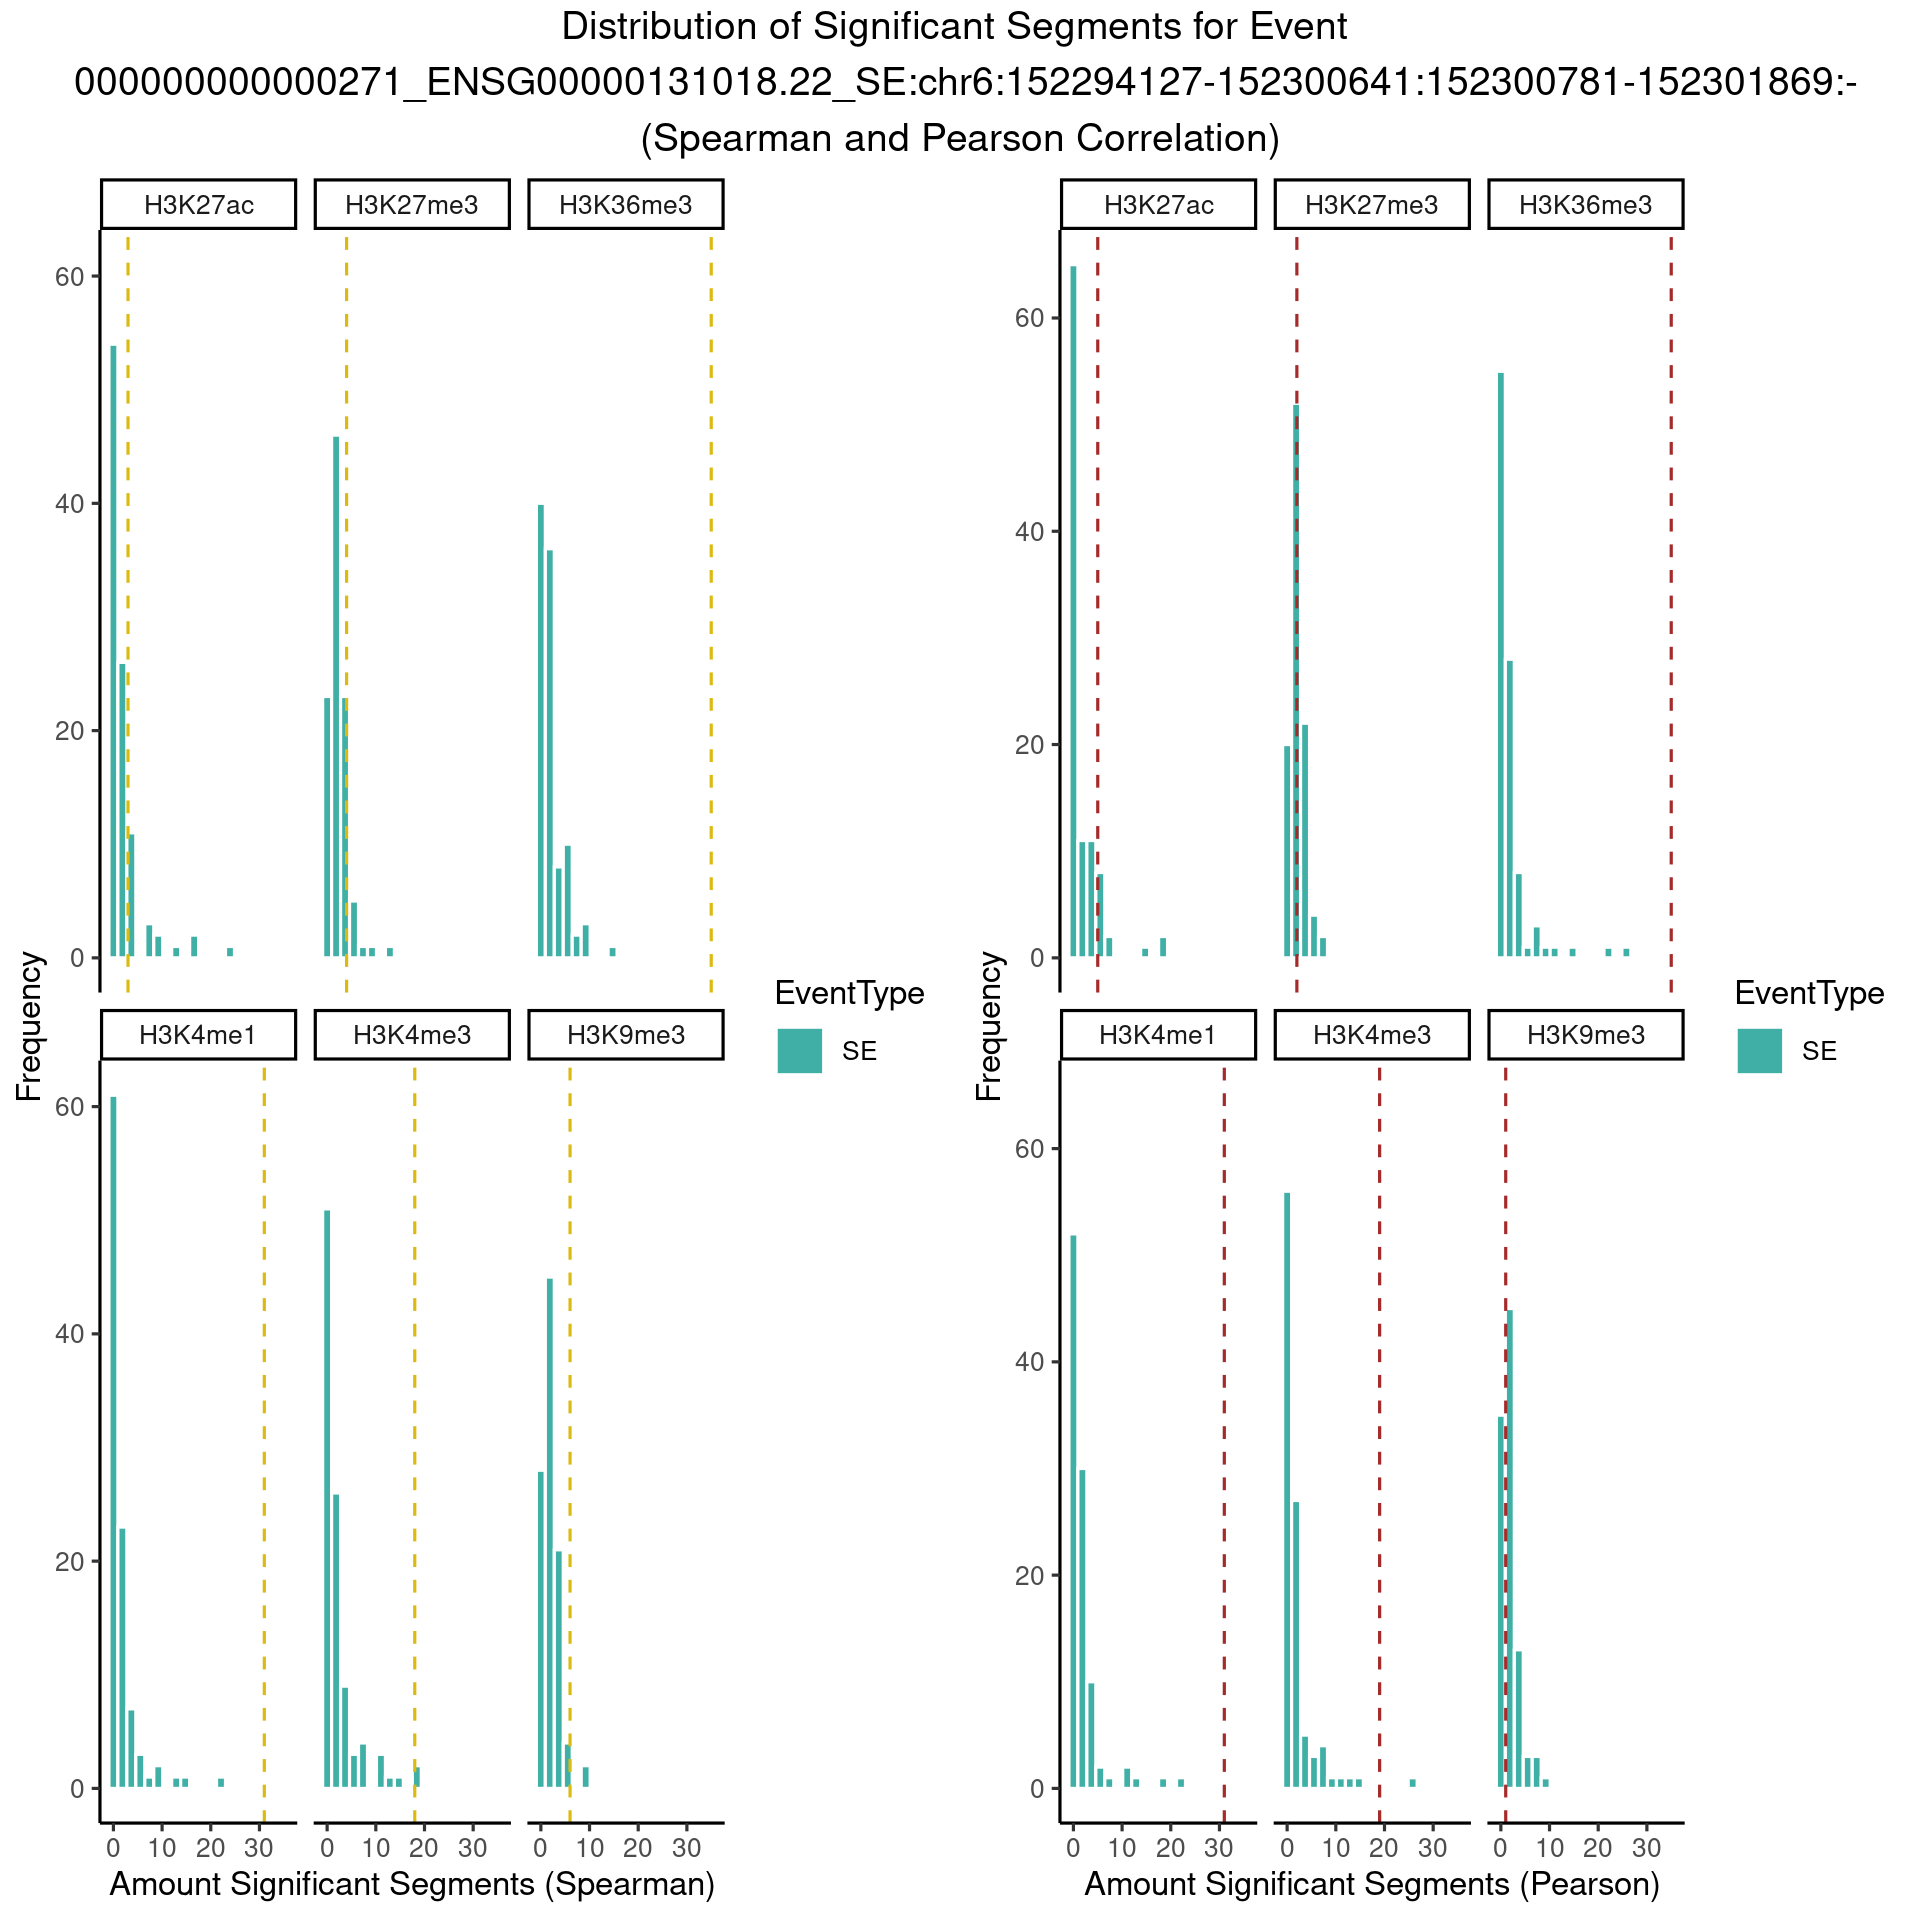 Distribution of Significant Segments for Event
000000000000271_ENSG00000131018.22_SE:chr6:152294127-152300641:152300781-152301869:-
(Spearman and Pearson Correlation)
H3K27ac H3K27me3 H3K36me3
60
40
20
0
H3K4me1 H3K4me3 H3K9me3
60
40
20
0
0 10 20 30 0 10 20 30 0 10 20 30
Frequency
Amount Significant Segments (Spearman)
EventType
SE
H3K27ac H3K27me3 H3K36me3
60
40
20
0
H3K4me1 H3K4me3 H3K9me3
60
40
20
0
0 10 20 30 0 10 20 30 0 10 20 30
Frequency
Amount Significant Segments (Pearson)
EventType
SE